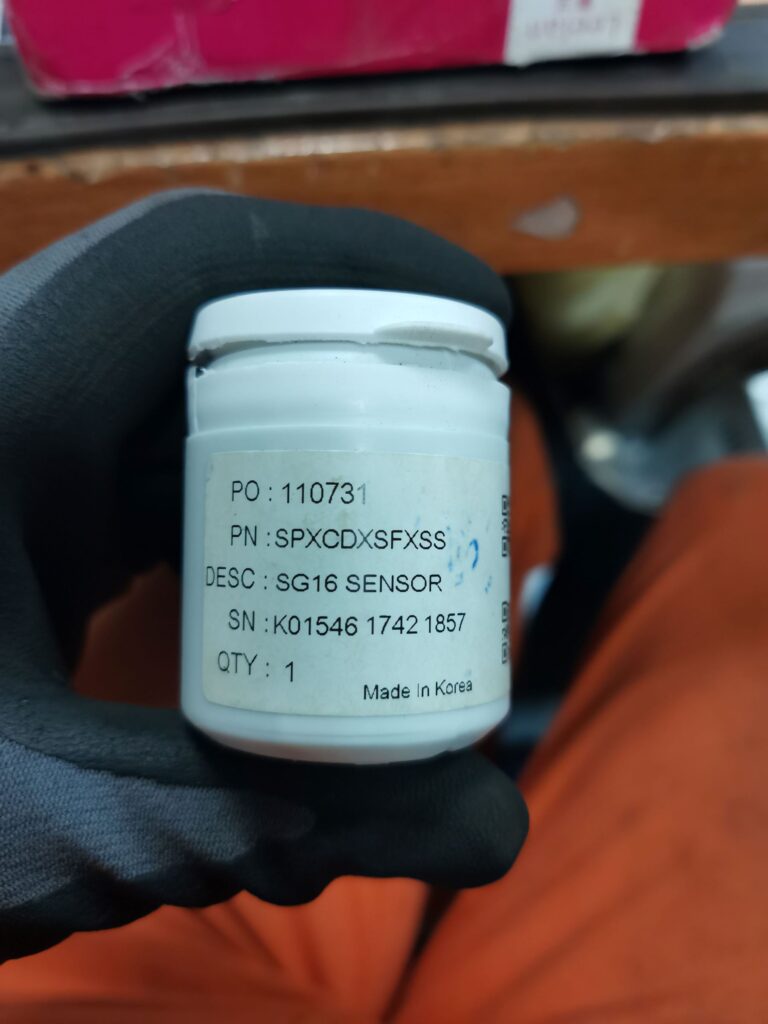 PO : 110731
PN : SPXCDXSFXSS
DESC : SG16 SENSOR
SN : K01546 1742 1857
QTY : 1
Made In Korea